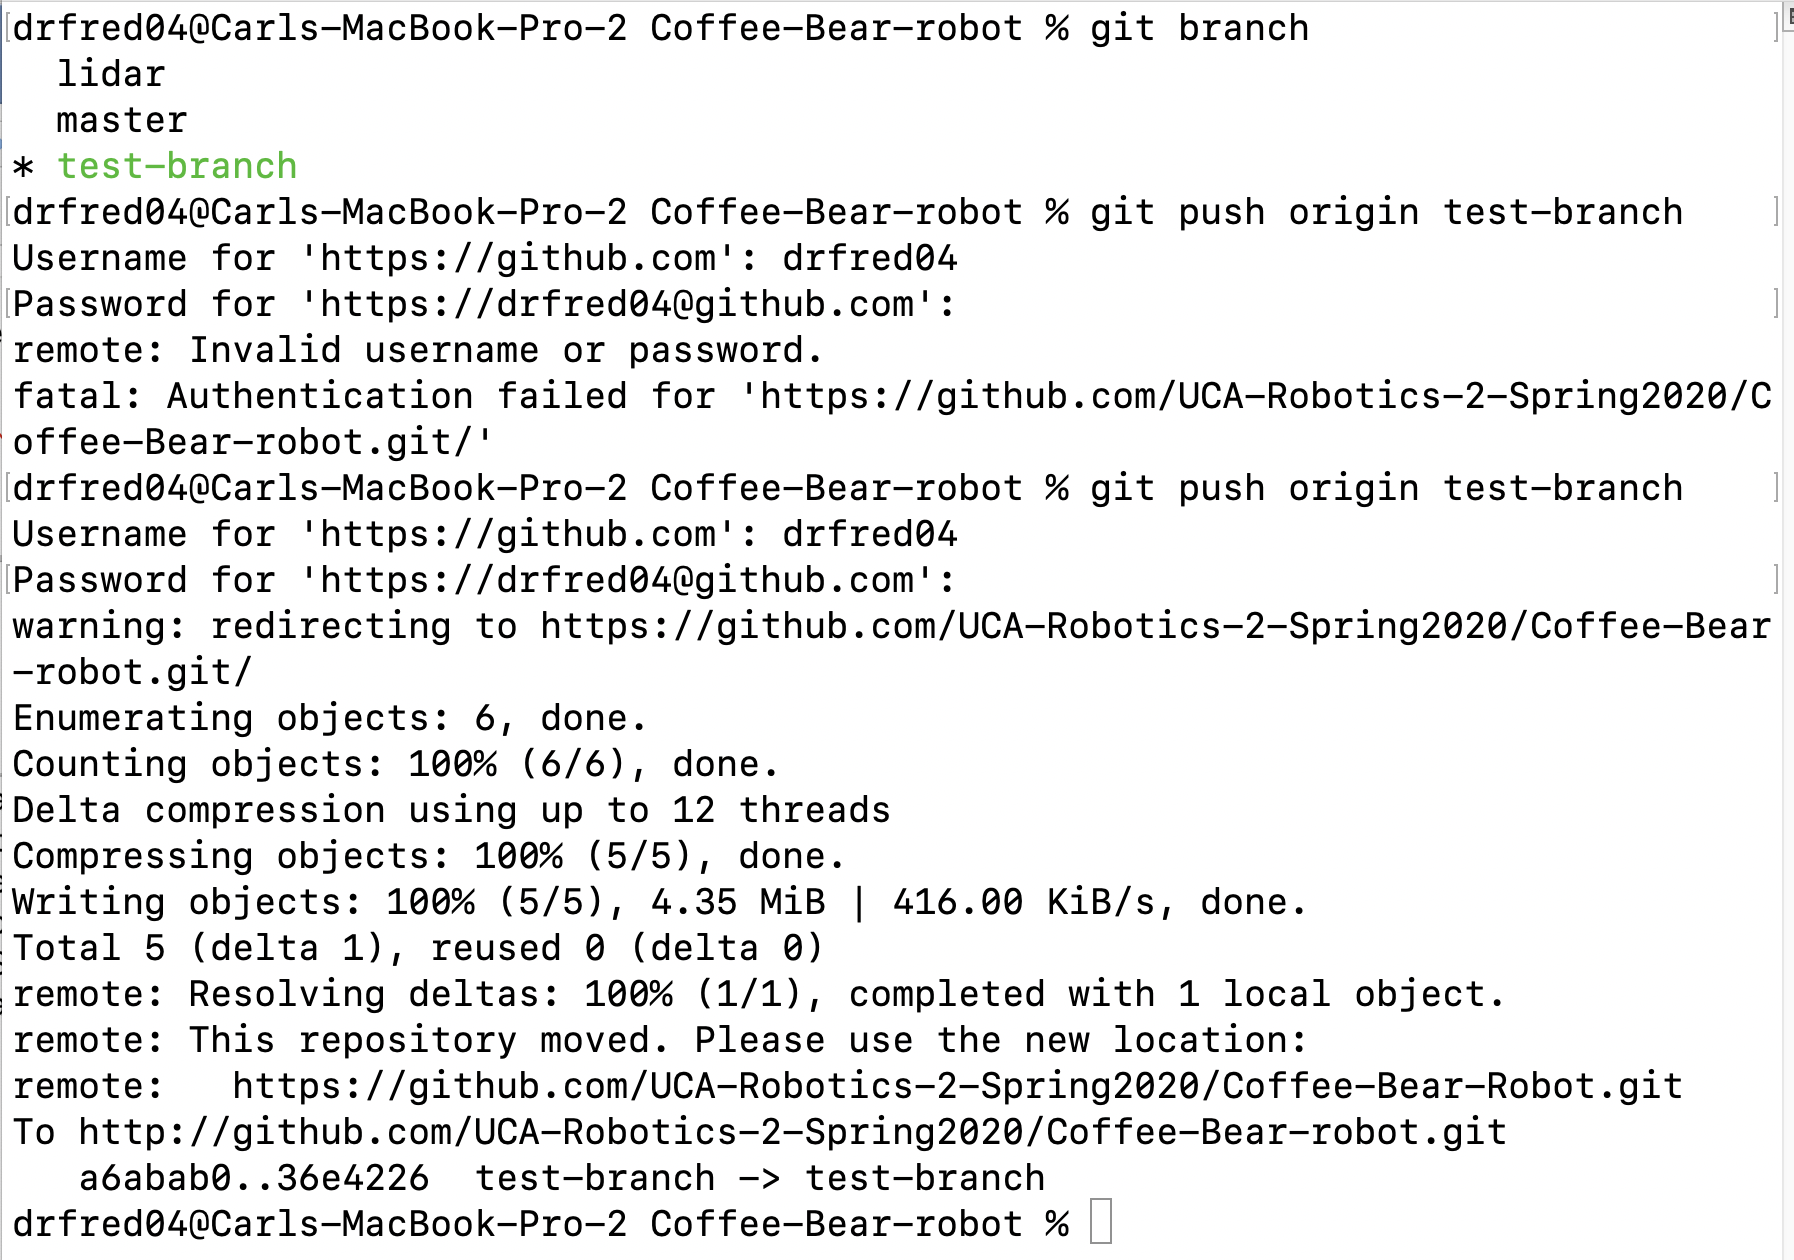 drfred04@Carls-MacBook-Pro-2 Coffee-Bear-robot % git branch
  lidar
  master
* test-branch
drfred04@Carls-MacBook-Pro-2 Coffee-Bear-robot % git push origin test-branch
Username for 'https://github.com': drfred04
Password for 'https://drfred04@github.com':
remote: Invalid username or password.
fatal: Authentication failed for 'https://github.com/UCA-Robotics-2-Spring2020/C
offee-Bear-robot.git/'
drfred04@Carls-MacBook-Pro-2 Coffee-Bear-robot % git push origin test-branch
Username for 'https://github.com': drfred04
Password for 'https://drfred04@github.com':
warning: redirecting to https://github.com/UCA-Robotics-2-Spring2020/Coffee-Bear
-robot.git/
Enumerating objects: 6, done.
Counting objects: 100% (6/6), done.
Delta compression using up to 12 threads
Compressing objects: 100% (5/5), done.
Writing objects: 100% (5/5), 4.35 MiB | 416.00 KiB/s, done.
Total 5 (delta 1), reused 0 (delta 0)
remote: Resolving deltas: 100% (1/1), completed with 1 local object.
remote: This repository moved. Please use the new location:
remote:   https://github.com/UCA-Robotics-2-Spring2020/Coffee-Bear-Robot.git
To http://github.com/UCA-Robotics-2-Spring2020/Coffee-Bear-robot.git
   a6abab0..36e4226  test-branch -> test-branch
drfred04@Carls-MacBook-Pro-2 Coffee-Bear-robot %